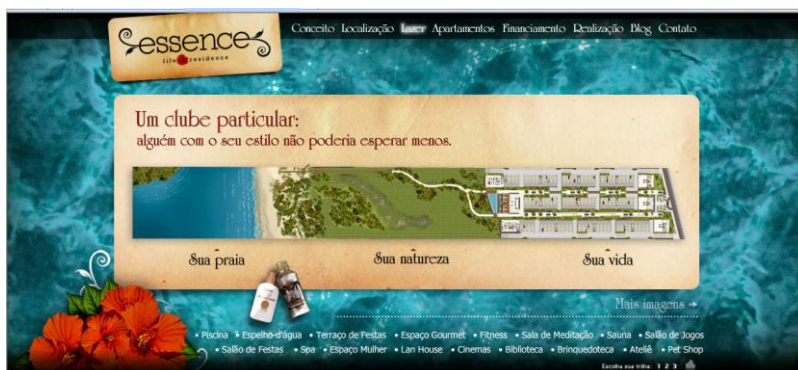 essence
life residence
Conceito Localização Lazer Apartamentos Financiamento Realização Blog Contato
Um clube particular:
alguém com o seu estilo não poderia esperar menos.
Sua praia
Sua natureza
Sua vida
Mais imagens →
• Piscina • Espelho d'água • Terraço de Festas • Espaço Gourmet • Fitness • Sala de Meditação • Sauna • Salão de Jogos
• Salão de Festas • Spa • Espaço Mulher • Lan House • Cinemas • Biblioteca • Brinquedoteca • Ateliê • Pet Shop
Escolha sua trilha: 1 2 3